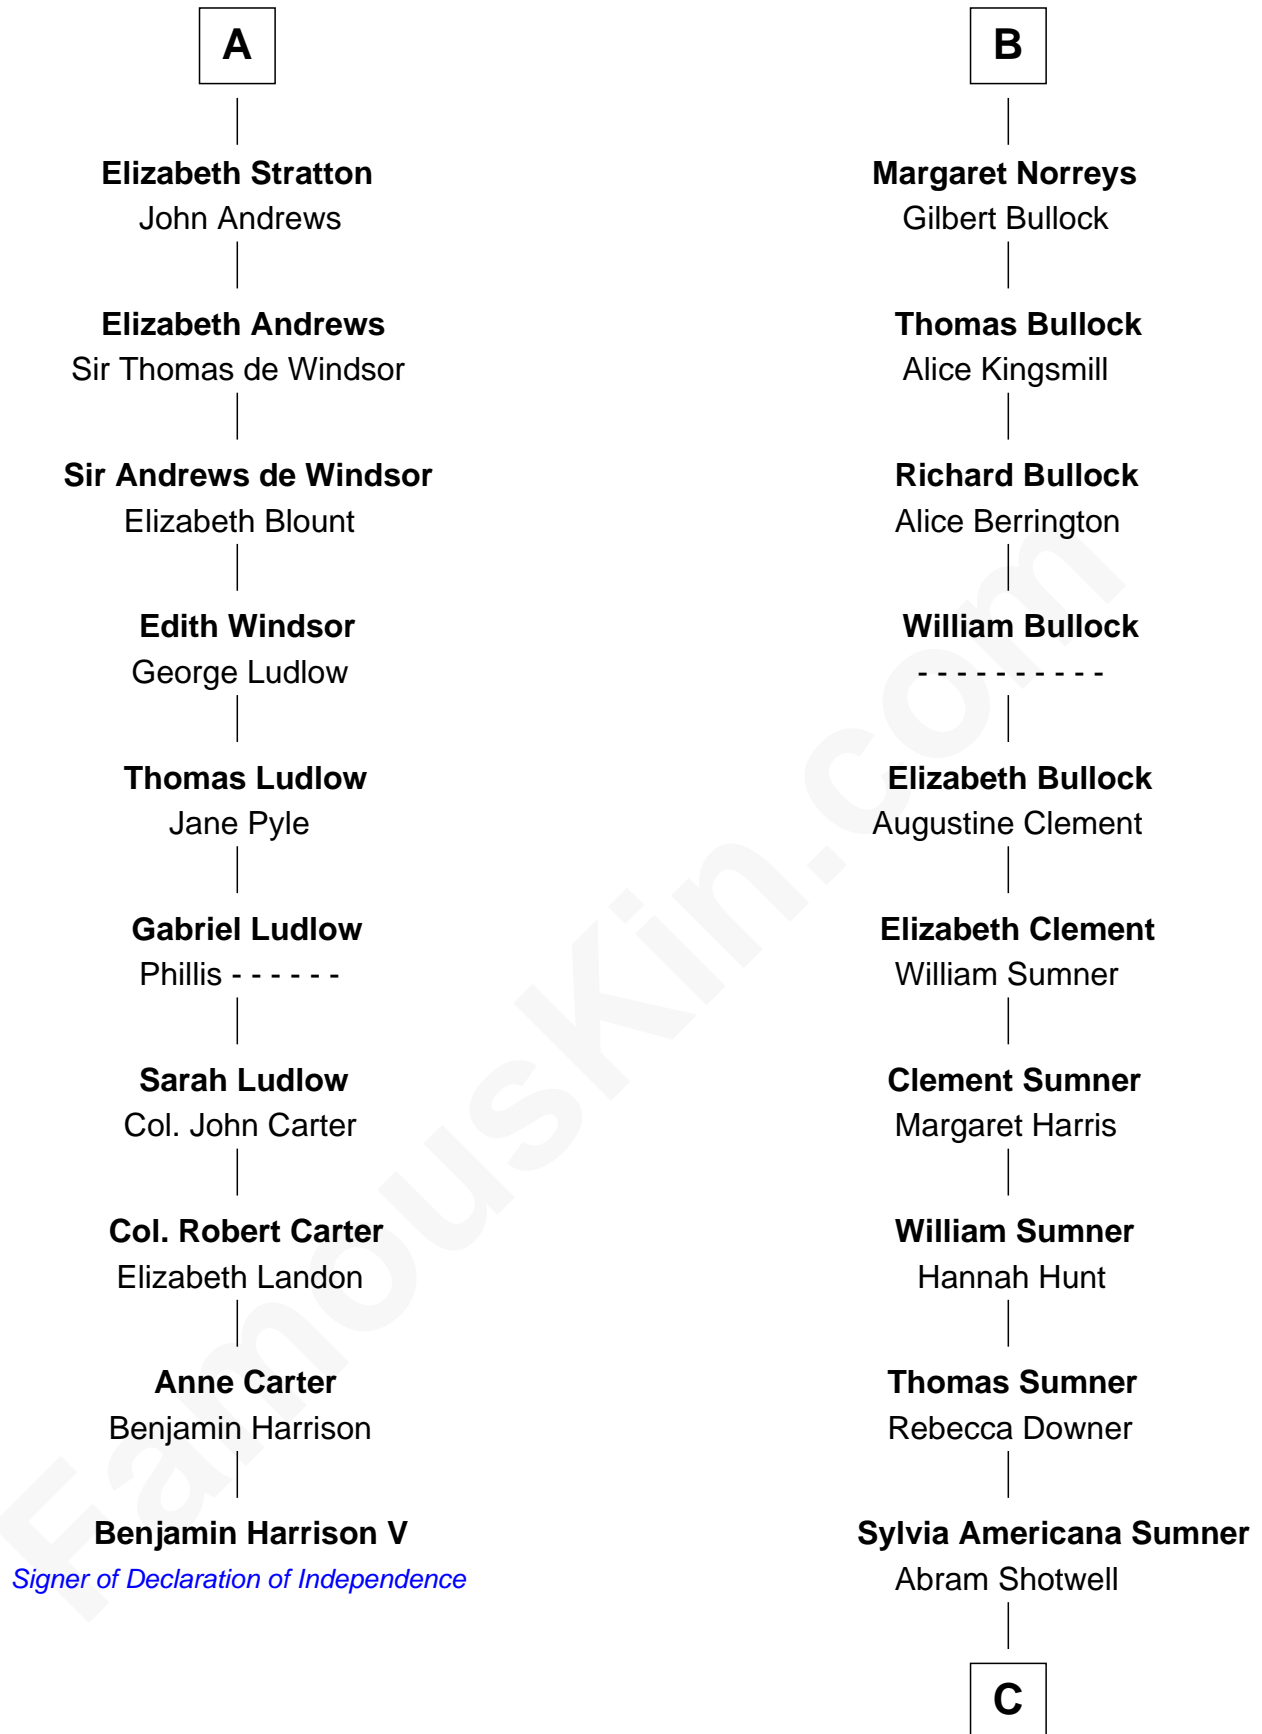 A
Elizabeth Stratton
John Andrews
Elizabeth Andrews
Sir Thomas de Windsor
Sir Andrews de Windsor
Elizabeth Blount
Edith Windsor
George Ludlow
Thomas Ludlow
Jane Pyle
Gabriel Ludlow
Phillis - - - - - -
Sarah Ludlow
Col. John Carter
Col. Robert Carter
Elizabeth Landon
Anne Carter
Benjamin Harrison
Benjamin Harrison V
Signer of Declaration of Independence
B
Margaret Norreys
Gilbert Bullock
Thomas Bullock
Alice Kingsmill
Richard Bullock
Alice Berrington
William Bullock
- - - - - - - - - -
Elizabeth Bullock
Augustine Clement
Elizabeth Clement
William Sumner
Clement Sumner
Margaret Harris
William Sumner
Hannah Hunt
Thomas Sumner
Rebecca Downer
Sylvia Americana Sumner
Abram Shotwell
C
FamousKin.com